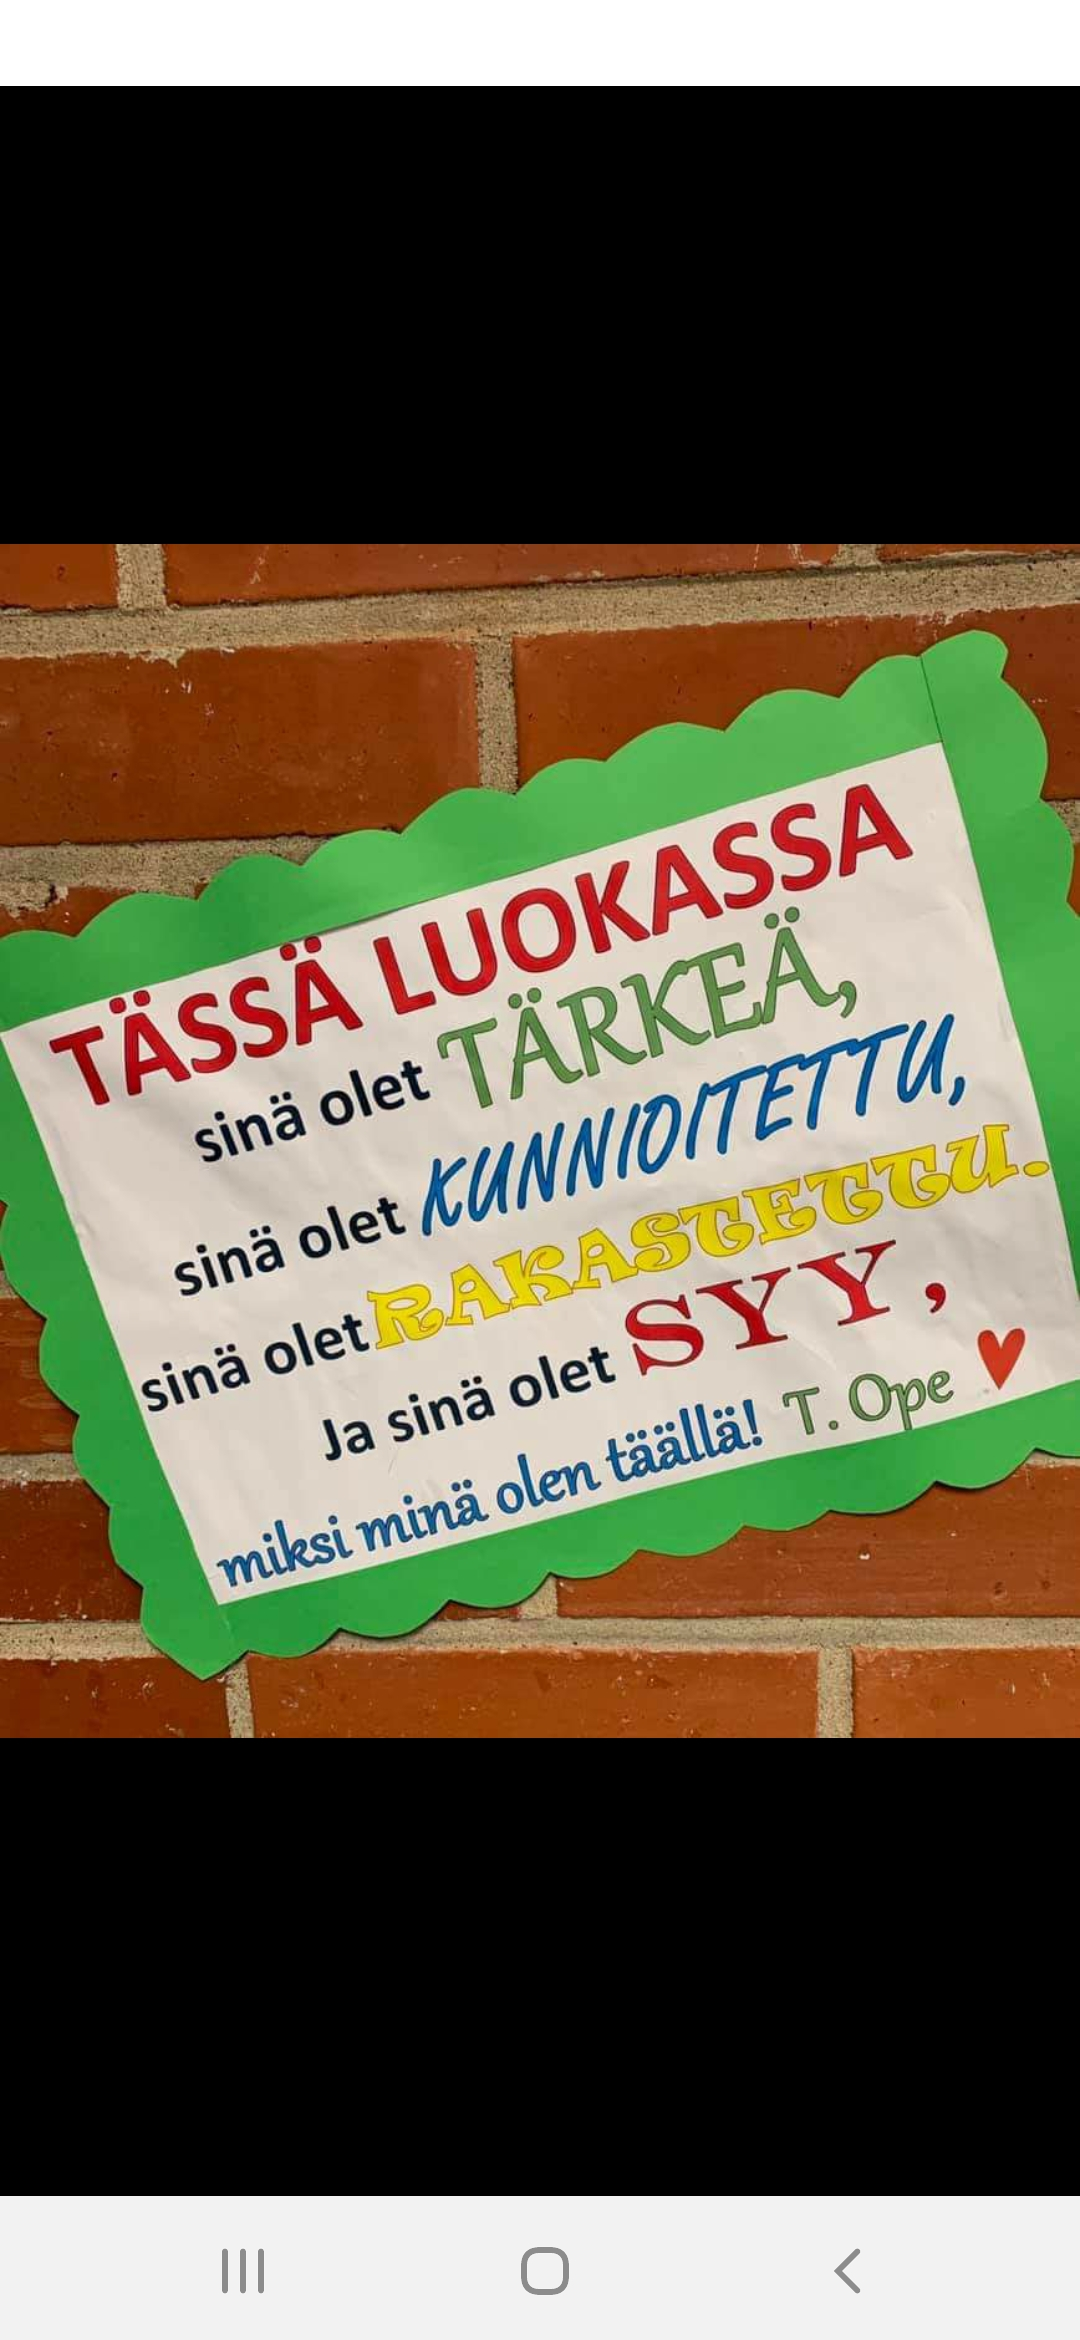 TÄSSÄ LUOKASSA
sinä olet TÄRKEÄ,
sinä olet KUNNIOITETTU,
sinä olet RAKASTETTU.
Ja sinä olet SYY,
miksi minä olen täällä! T. Ope